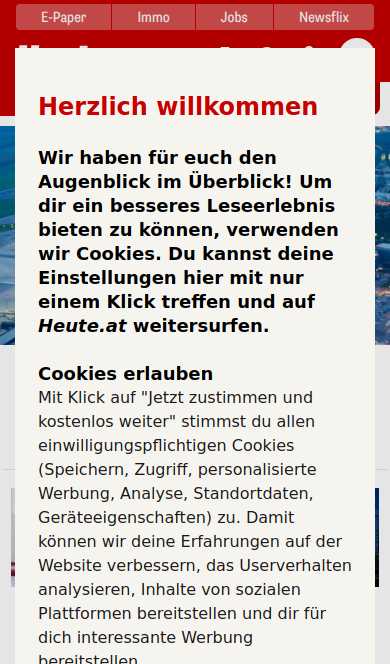 E-Paper Immo Jobs Newsflix
Herzlich willkommen
Wir haben für euch den
Augenblick im Überblick! Um
dir ein besseres Leseerlebnis
bieten zu können, verwenden
wir Cookies. Du kannst deine
Einstellungen hier mit nur
einem Klick treffen und auf
Heute.at weitersurfen.
Cookies erlauben
Mit Klick auf "Jetzt zustimmen und
kostenlos weiter" stimmst du allen
einwilligungspflichtigen Cookies
(Speichern, Zugriff, personalisierte
Werbung, Analyse, Standortdaten,
Geräteeigenschaften) zu. Damit
können wir deine Erfahrungen auf der
Website verbessern, das Userverhalten
analysieren, Inhalte von sozialen
Plattformen bereitstellen und dir für
dich interessante Werbung
bereitstellen